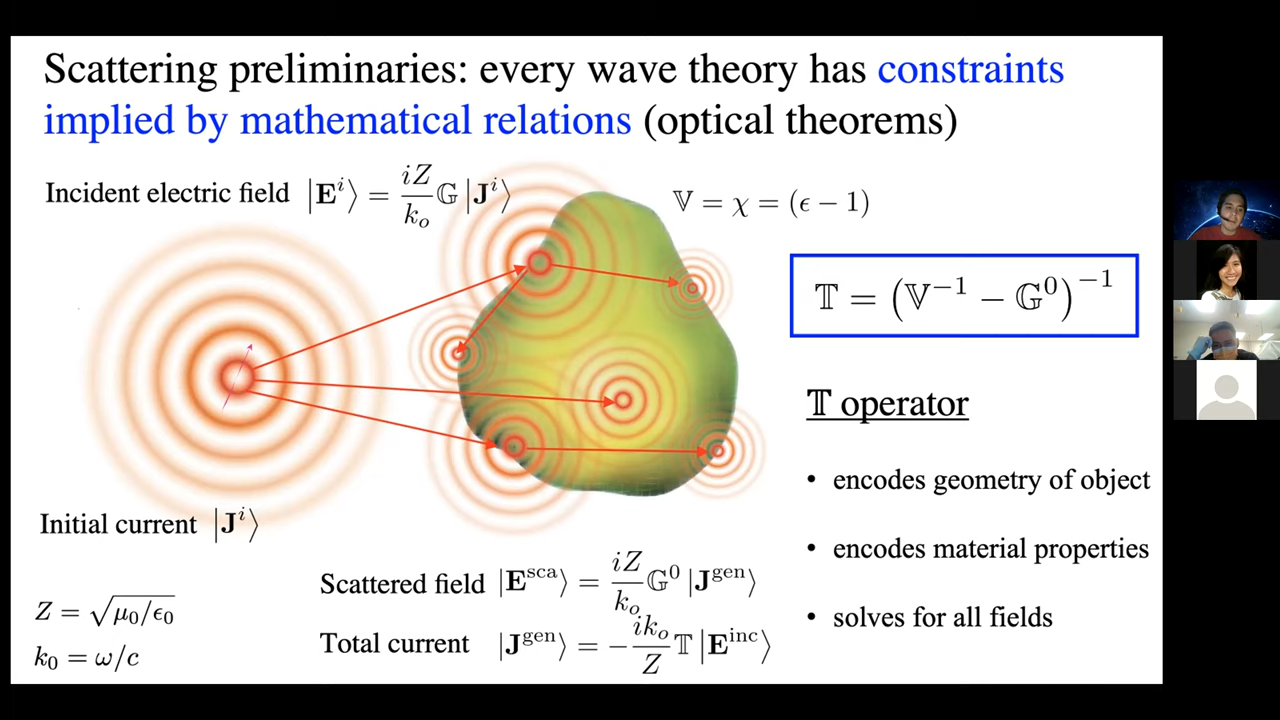 Scattering preliminaries: every wave theory has constraints
implied by mathematical relations (optical theorems)
Incident electric field |E^i⟩ = iZ/k_o 𝔾 |J^i⟩
𝕍 = χ = (ϵ − 1)
𝕋 = (𝕍^−1 − 𝔾^0)^−1
𝕋 operator
• encodes geometry of object
• encodes material properties
• solves for all fields
Initial current |J^i⟩
Z = √μ_0/ϵ_0
k_0 = ω/c
Scattered field |E^sca⟩ = iZ/k_o 𝔾^0 |J^gen⟩
Total current |J^gen⟩ = − ik_o/Z 𝕋 |E^inc⟩